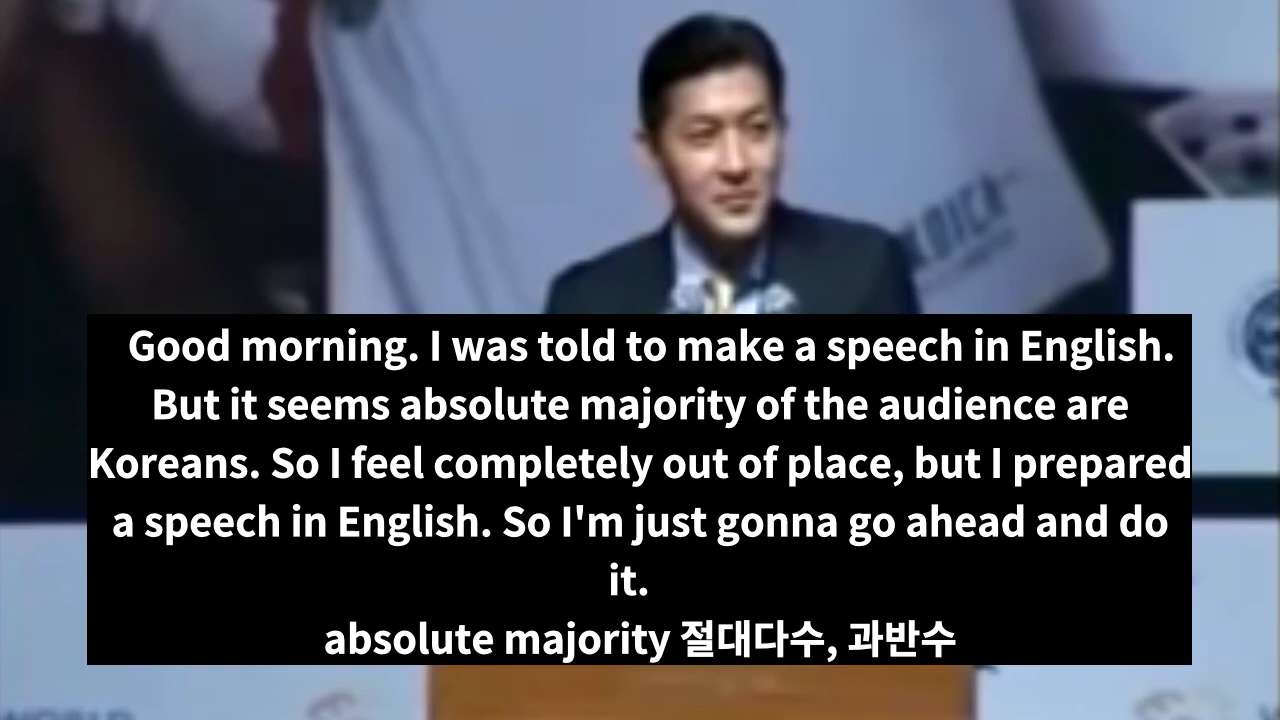 KOICA
Good morning. I was told to make a speech in English.
But it seems absolute majority of the audience are
Koreans. So I feel completely out of place, but I prepared
a speech in English. So I'm just gonna go ahead and do
it.
absolute majority 절대다수, 과반수